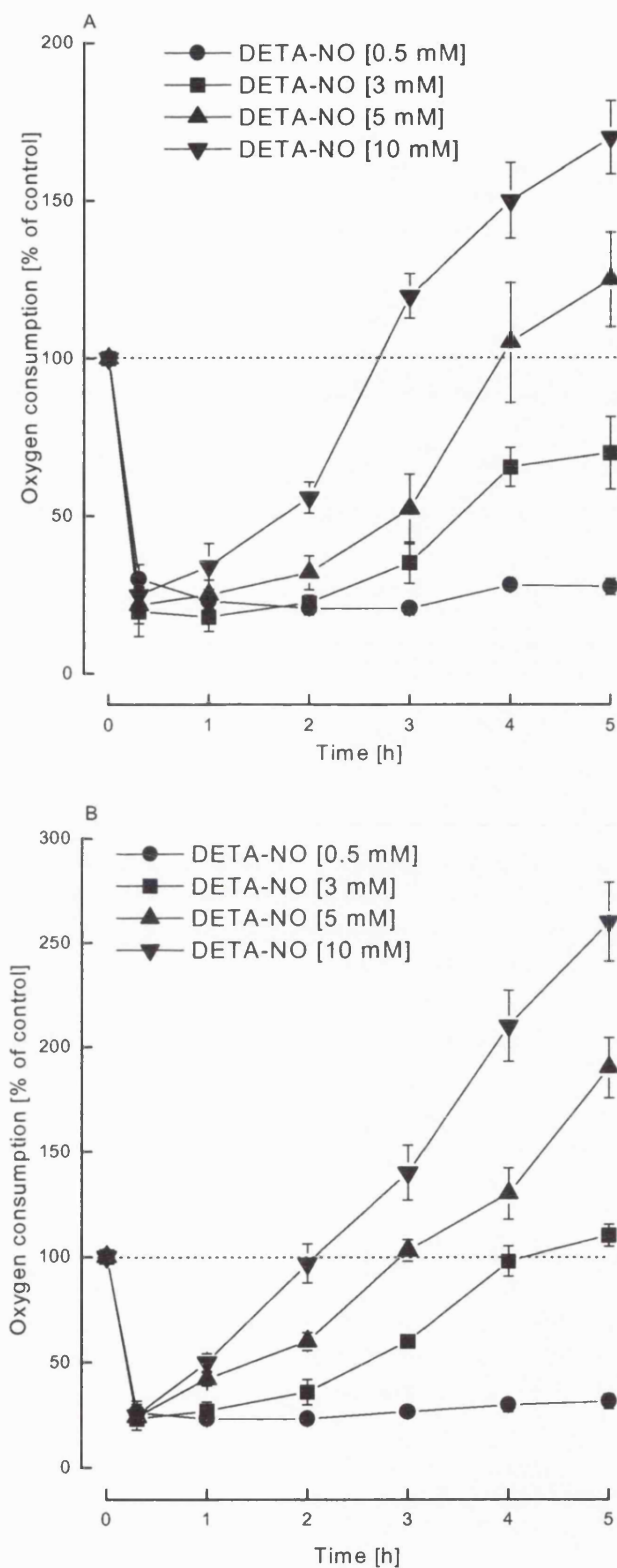 A
200
150
100
50
0
Oxygen consumption [% of control]
DETA-NO [0.5 mM]
DETA-NO [3 mM]
DETA-NO [5 mM]
DETA-NO [10 mM]
0 1 2 3 4 5
Time [h]
B
300
250
200
150
100
50
0
Oxygen consumption [% of control]
DETA-NO [0.5 mM]
DETA-NO [3 mM]
DETA-NO [5 mM]
DETA-NO [10 mM]
0 1 2 3 4 5
Time [h]